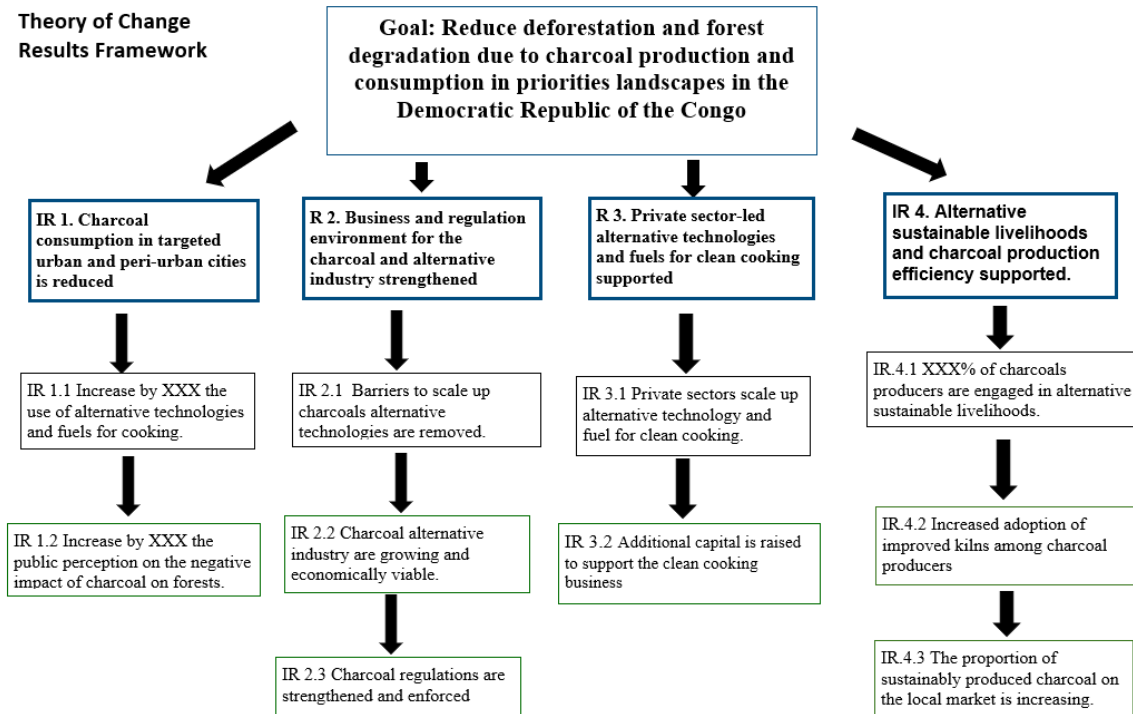 Theory of Change
Results Framework
Goal: Reduce deforestation and forest
degradation due to charcoal production and
consumption in priorities landscapes in the
Democratic Republic of the Congo
IR 1. Charcoal
consumption in targeted
urban and peri-urban cities
is reduced
R 2. Business and regulation
environment for the
charcoal and alternative
industry strengthened
R 3. Private sector-led
alternative technologies
and fuels for clean cooking
supported
IR 4. Alternative
sustainable livelihoods
and charcoal production
efficiency supported.
IR 1.1 Increase by XXX the
use of alternative technologies
and fuels for cooking.
IR 2.1 Barriers to scale up
charcoals alternative
technologies are removed.
IR 3.1 Private sectors scale up
alternative technology and
fuel for clean cooking.
IR.4.1 XXX% of charcoals
producers are engaged in alternative
sustainable livelihoods.
IR 1.2 Increase by XXX the
public perception on the negative
impact of charcoal on forests.
IR 2.2 Charcoal alternative
industry are growing and
economically viable.
IR 3.2 Additional capital is raised
to support the clean cooking
business
IR.4.2 Increased adoption of
improved kilns among charcoal
producers
IR 2.3 Charcoal regulations are
strengthened and enforced
IR.4.3 The proportion of
sustainably produced charcoal on
the local market is increasing.